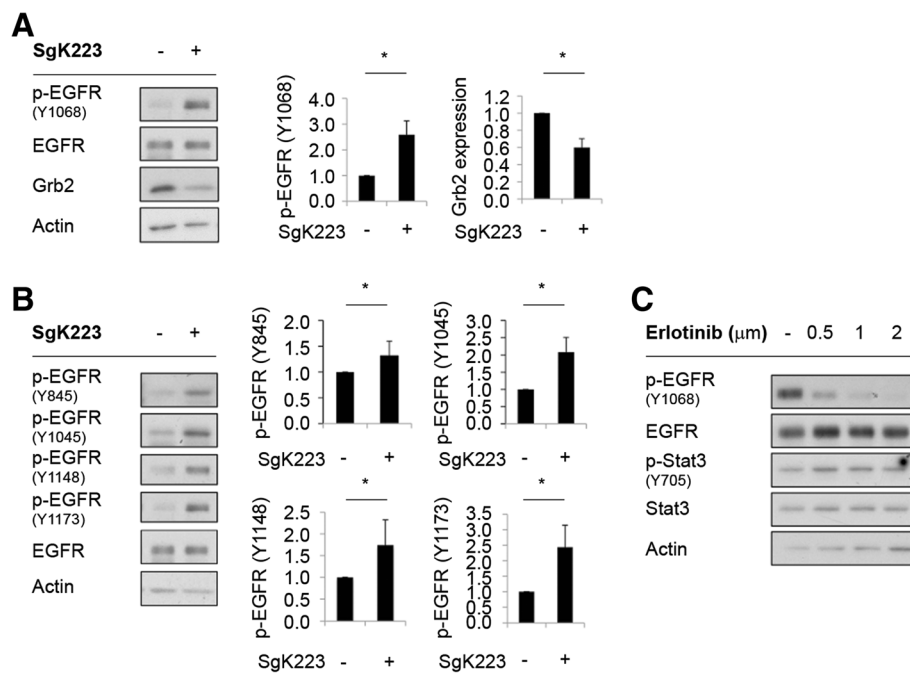 A
SgK223 - +
p-EGFR
(Y1068)
EGFR
Grb2
Actin
*
p-EGFR (Y1068)
4.0
3.0
2.0
1.0
0.0
SgK223 - +
*
Grb2 expression
1.2
1.0
0.8
0.6
0.4
0.2
0
SgK223 - +
B
SgK223 - +
p-EGFR
(Y845)
p-EGFR
(Y1045)
p-EGFR
(Y1148)
p-EGFR
(Y1173)
EGFR
Actin
*
p-EGFR (Y845)
2.0
1.5
1.0
0.5
0.0
SgK223 - +
*
p-EGFR (Y1045)
3.0
2.5
2.0
1.5
1.0
0.5
0.0
SgK223 - +
*
p-EGFR (Y1148)
2.5
2.0
1.5
1.0
0.5
0.0
SgK223 - +
*
p-EGFR (Y1173)
3.5
3.0
2.5
2.0
1.5
1.0
0.5
0.0
SgK223 - +
C
Erlotinib (μm) - 0.5 1 2
p-EGFR
(Y1068)
EGFR
p-Stat3
(Y705)
Stat3
Actin